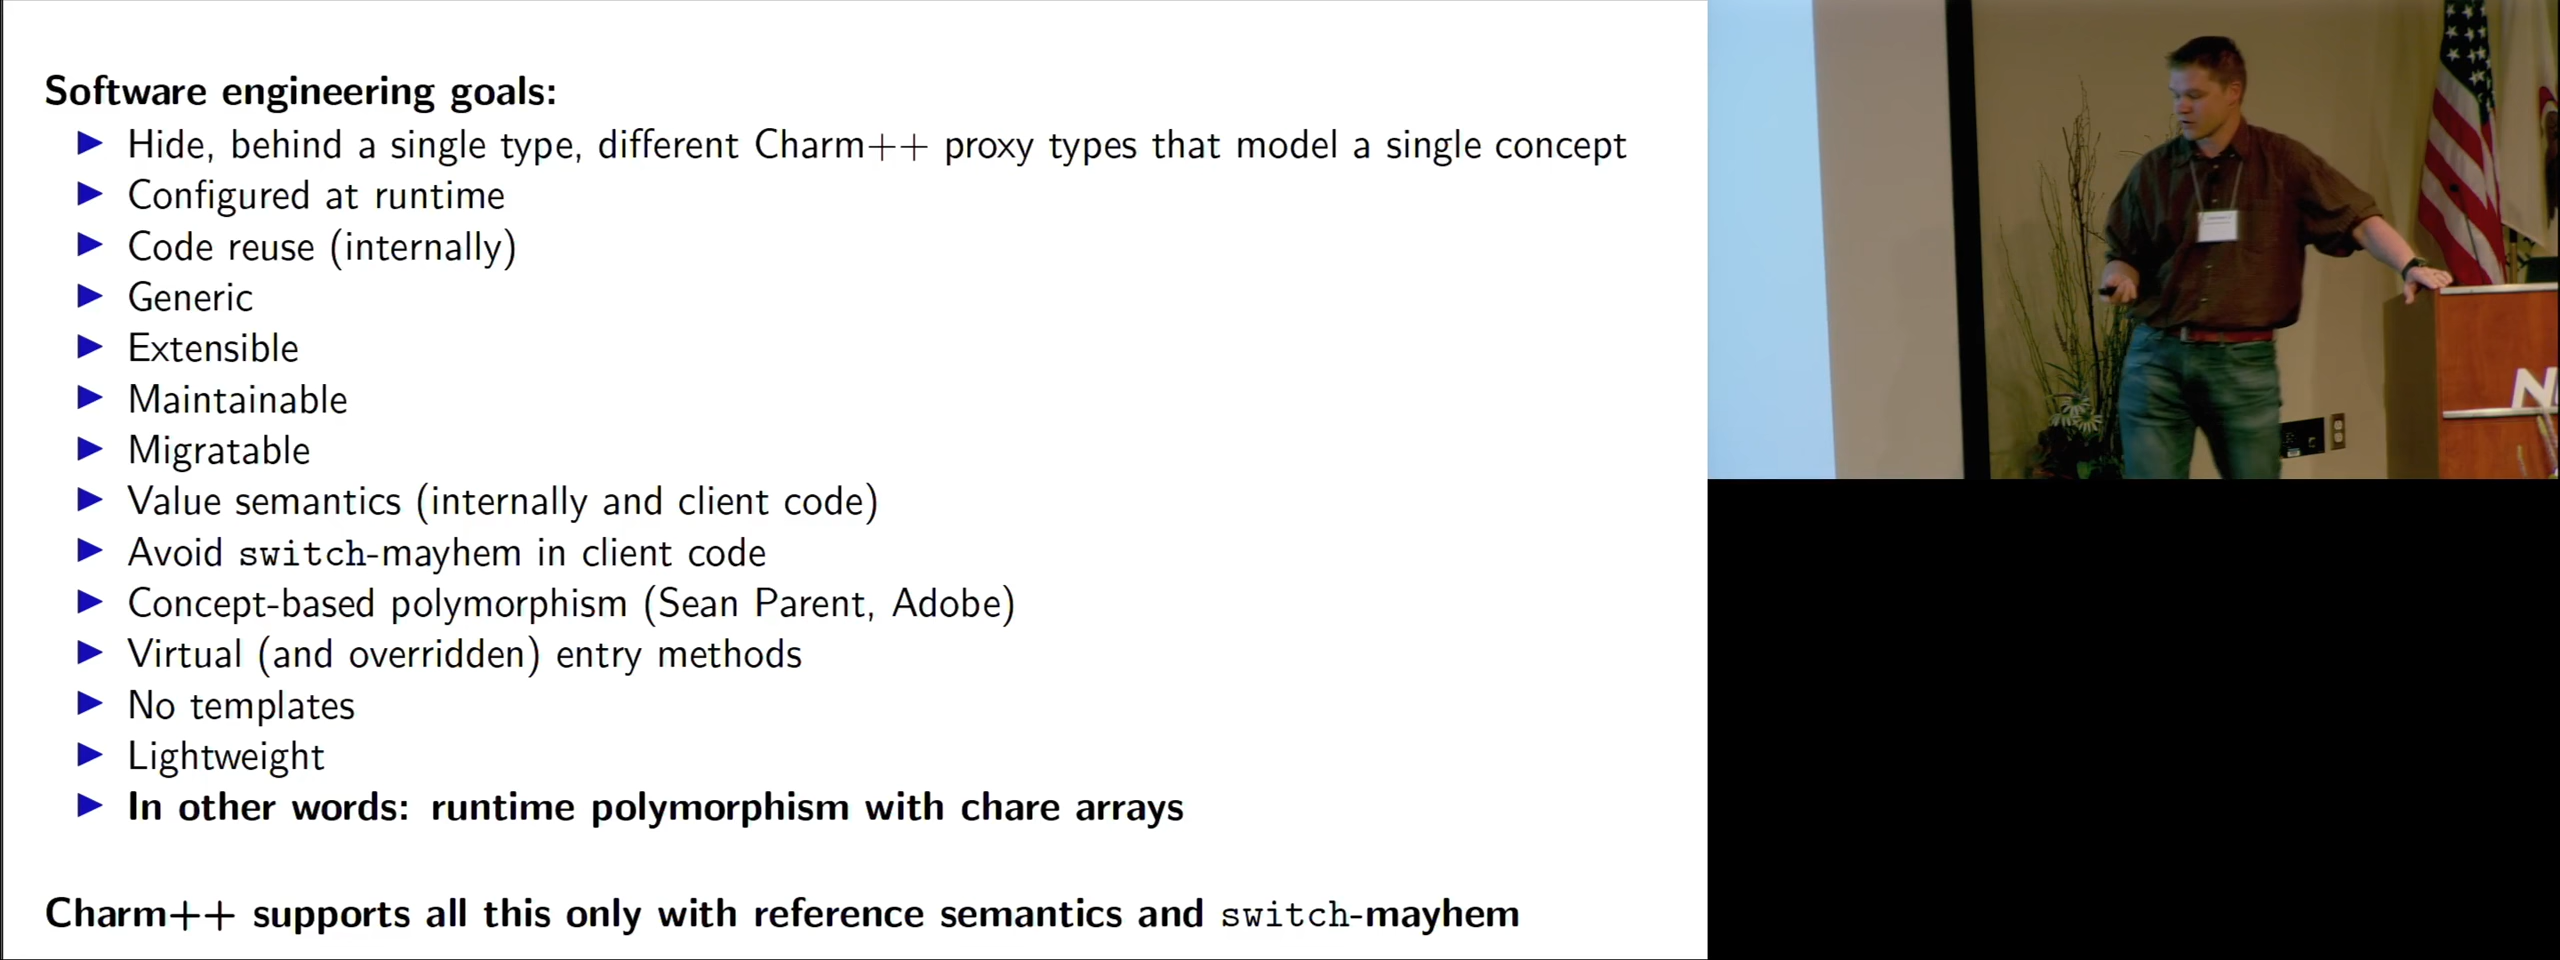 Software engineering goals:
Hide, behind a single type, different Charm++ proxy types that model a single concept
Configured at runtime
Code reuse (internally)
Generic
Extensible
Maintainable
Migratable
Value semantics (internally and client code)
Avoid switch-mayhem in client code
Concept-based polymorphism (Sean Parent, Adobe)
Virtual (and overridden) entry methods
No templates
Lightweight
In other words: runtime polymorphism with chare arrays
Charm++ supports all this only with reference semantics and switch-mayhem